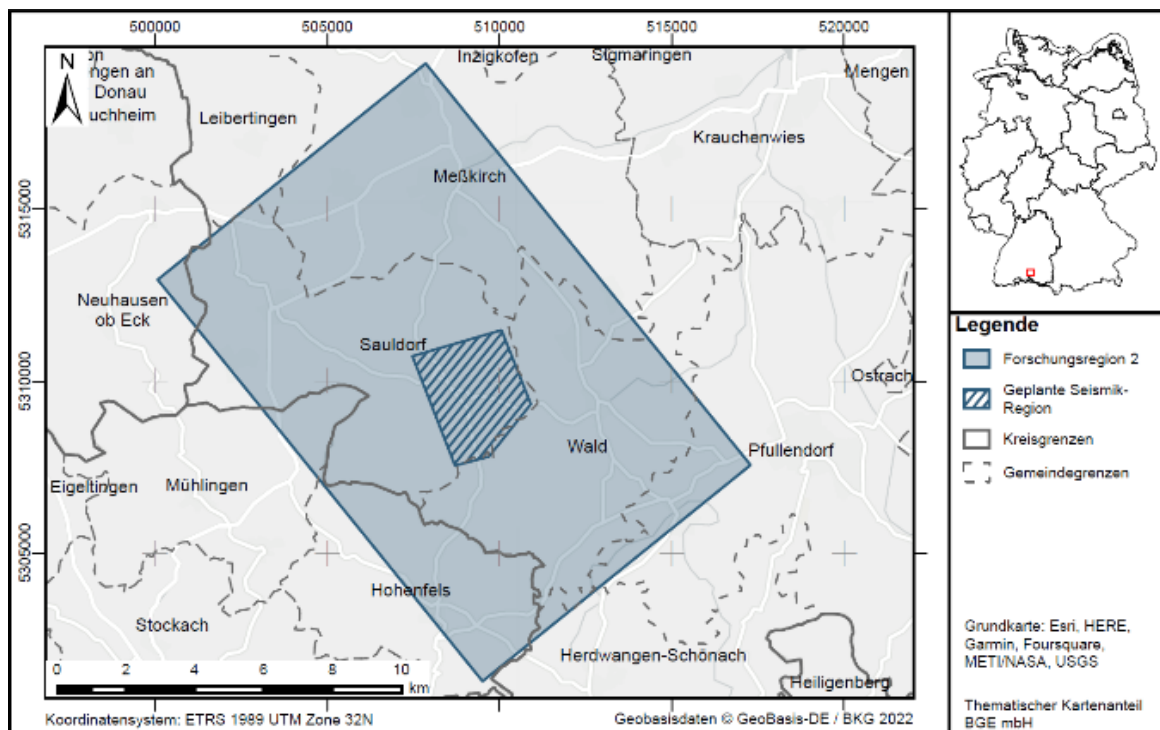 500000 505000 510000 515000 520000
N
on
ngen an
Donau
uchheim
Inzigkofen
Sigmaringen
Mengen
Leibertingen
Krauchenwies
Meßkirch
5315000
Neuhausen
ob Eck
Sauldorf
5310000
Ostrach
Wald
Pfullendorf
Eigeltingen
Mühlingen
5305000
Hohenfels
Stockach
Herdwangen-Schönach
Heiligenberg
0 2 4 6 8 10
km
Koordinatensystem: ETRS 1989 UTM Zone 32N
Geobasisdaten © GeoBasis-DE / BKG 2022
Legende
Forschungsregion 2
Geplante Seismik-
Region
Kreisgrenzen
Gemeindegrenzen
Grundkarte: Esri, HERE,
Garmin, Foursquare,
METI/NASA, USGS
Thematischer Kartenanteil
BGE mbH